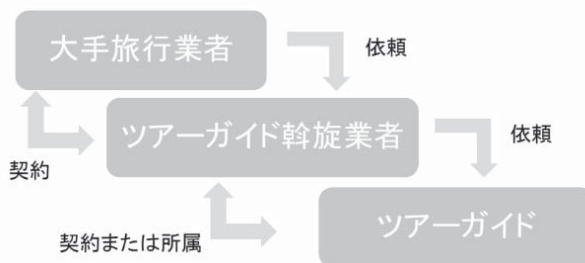 大手旅行業者
依頼
ツアーガイド斡旋業者
依頼
契約
ツアーガイド
契約または所属